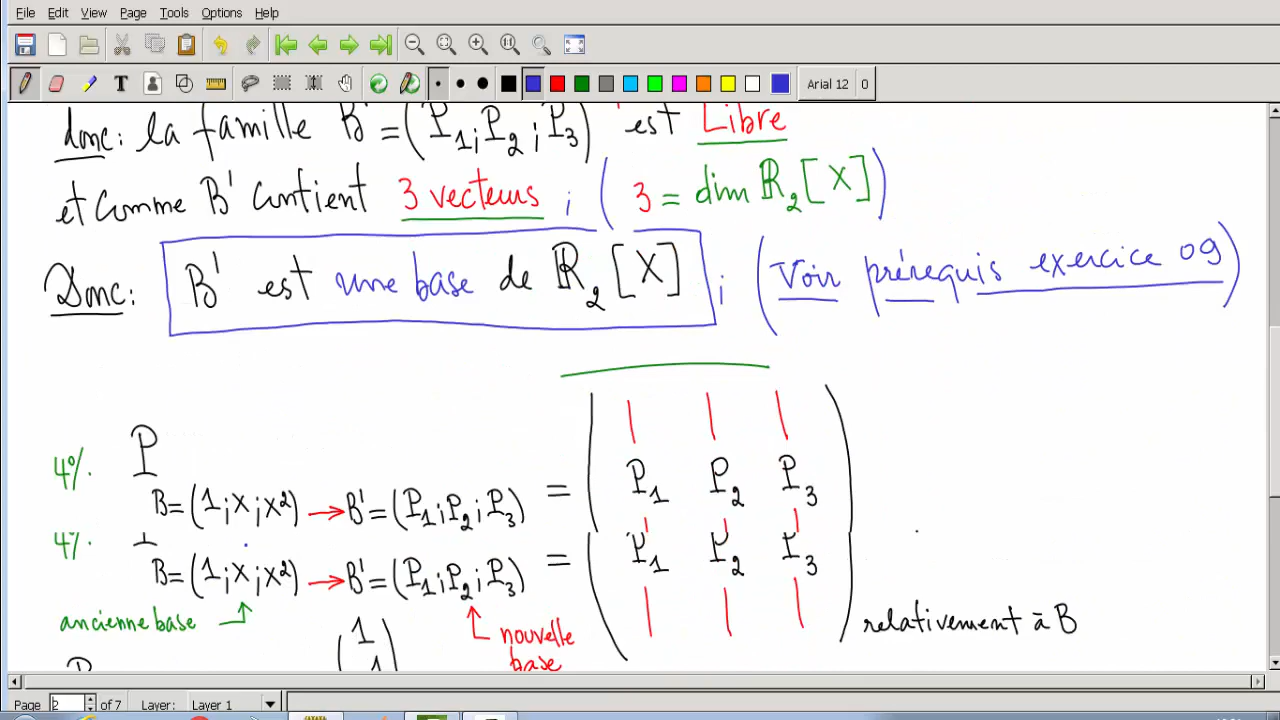 File Edit View Page Tools Options Help
Arial 12 0
donc: la famille B' = (P1; P2; P3) est Libre
et comme B' contient 3 vecteurs ; (3 = dim ℝ2[X])
Donc: B' est une base de ℝ2[X] ; (Voir prérequis exercice 09)
4%. P B=(1;X;X²) → B'=(P1;P2;P3) = ( P1 P2 P3
4%. B=(1;X;X²) → B'=(P1;P2;P3) = ( P1 P2 P3 ) relativement à B
ancienne base
nouvelle
base
1
1
Page 2 of 7 Layer: Layer 1